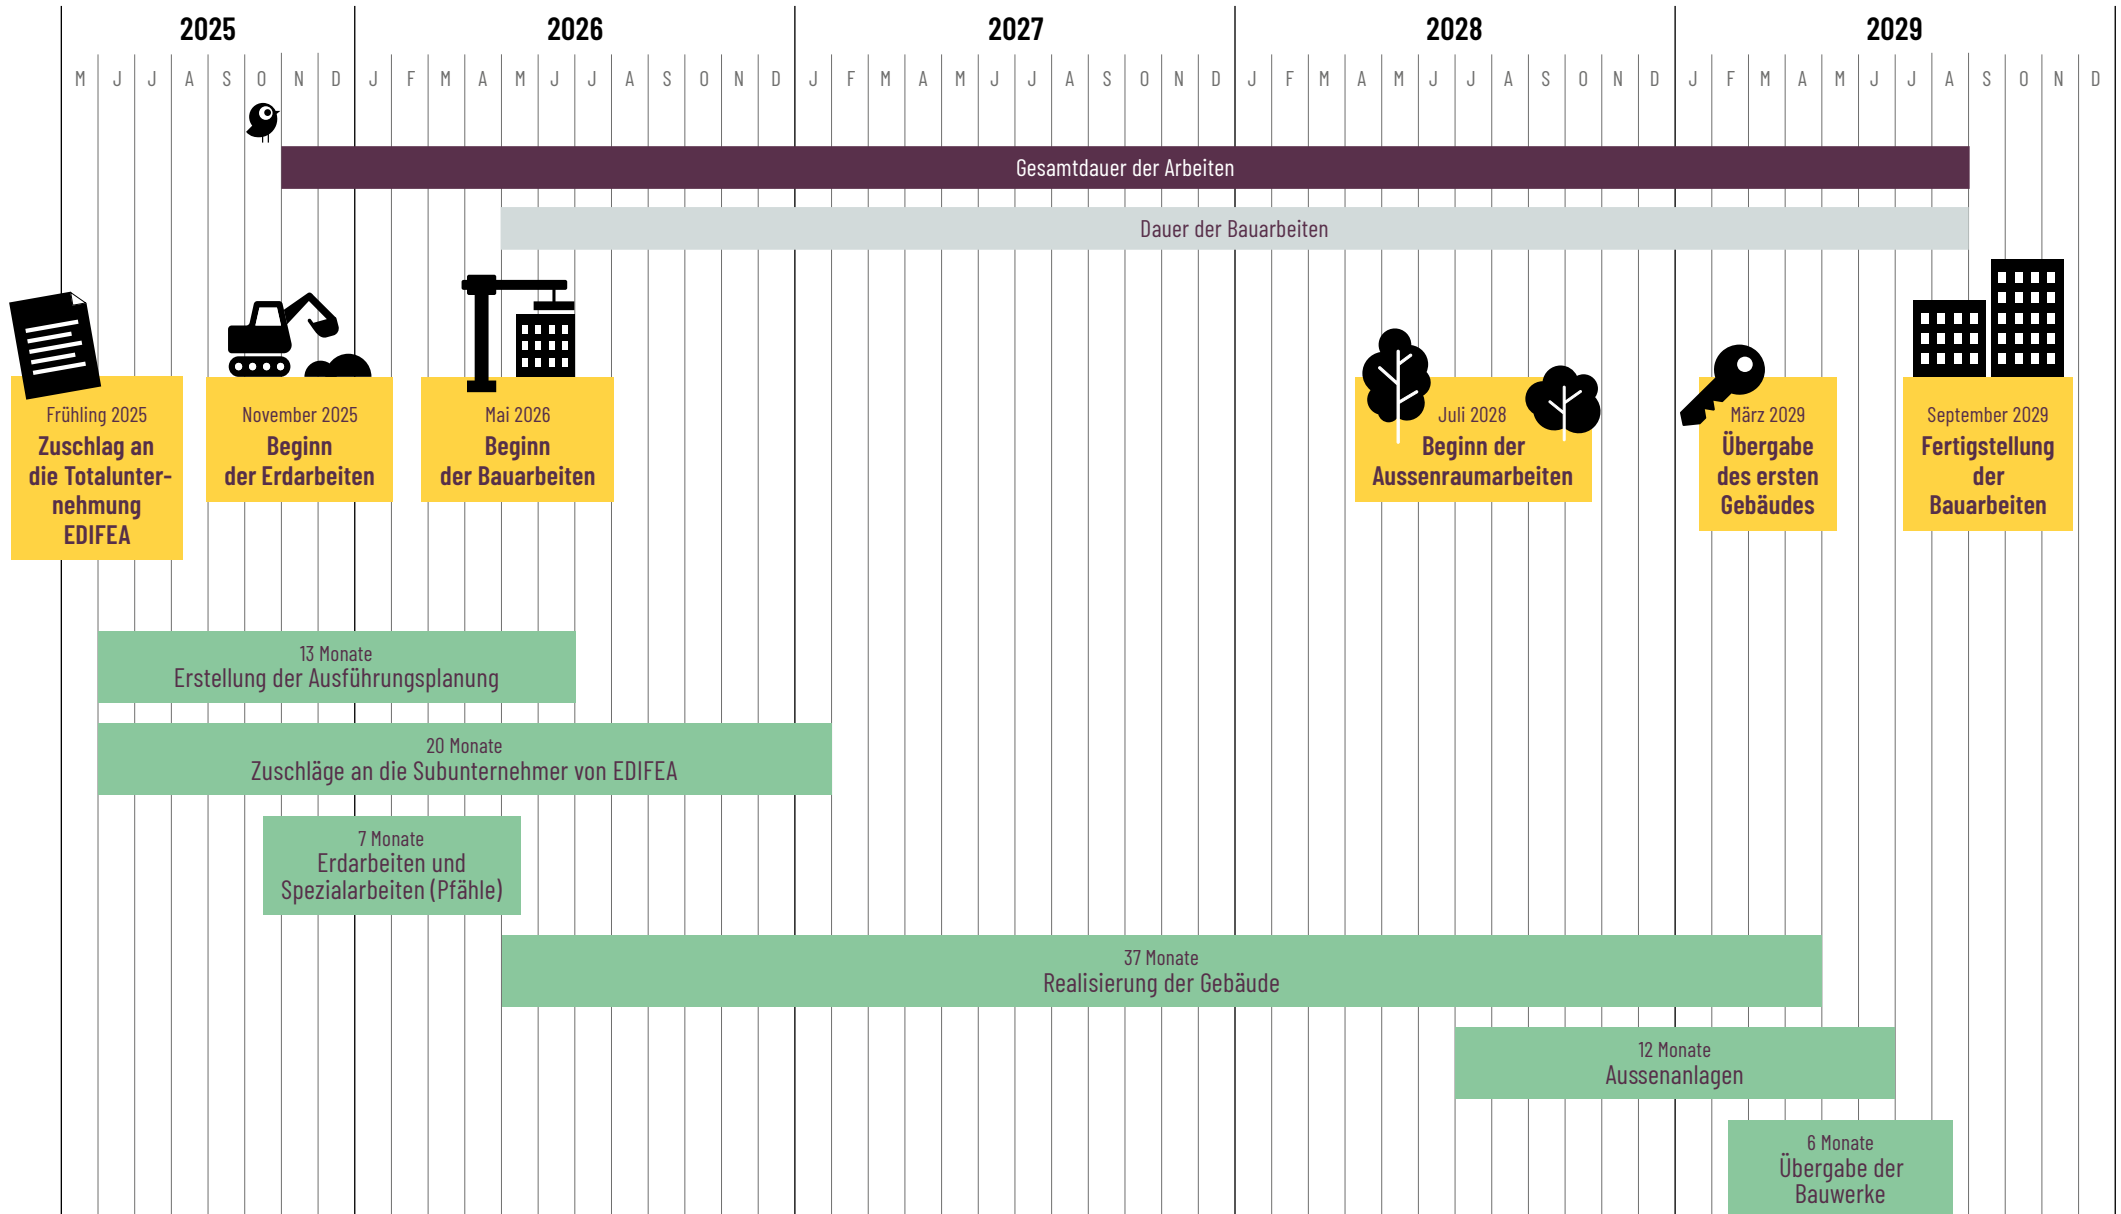 2025 2026 2027 2028 2029
M J J A S O N D J F M A M J J A S O N D J F M A M J J A S O N D J F M A M J J A S O N D J F M A M J J A S O N D
Gesamtdauer der Arbeiten
Dauer der Bauarbeiten
Frühling 2025
Zuschlag an
die Totalunter-
nehmung
EDIFEA
November 2025
Beginn
der Erdarbeiten
Mai 2026
Beginn
der Bauarbeiten
Juli 2028
Beginn der
Aussenraumarbeiten
März 2029
Übergabe
des ersten
Gebäudes
September 2029
Fertigstellung
der
Bauarbeiten
13 Monate
Erstellung der Ausführungsplanung
20 Monate
Zuschläge an die Subunternehmer von EDIFEA
7 Monate
Erdarbeiten und
Spezialarbeiten (Pfähle)
37 Monate
Realisierung der Gebäude
12 Monate
Aussenanlagen
6 Monate
Übergabe der
Bauwerke